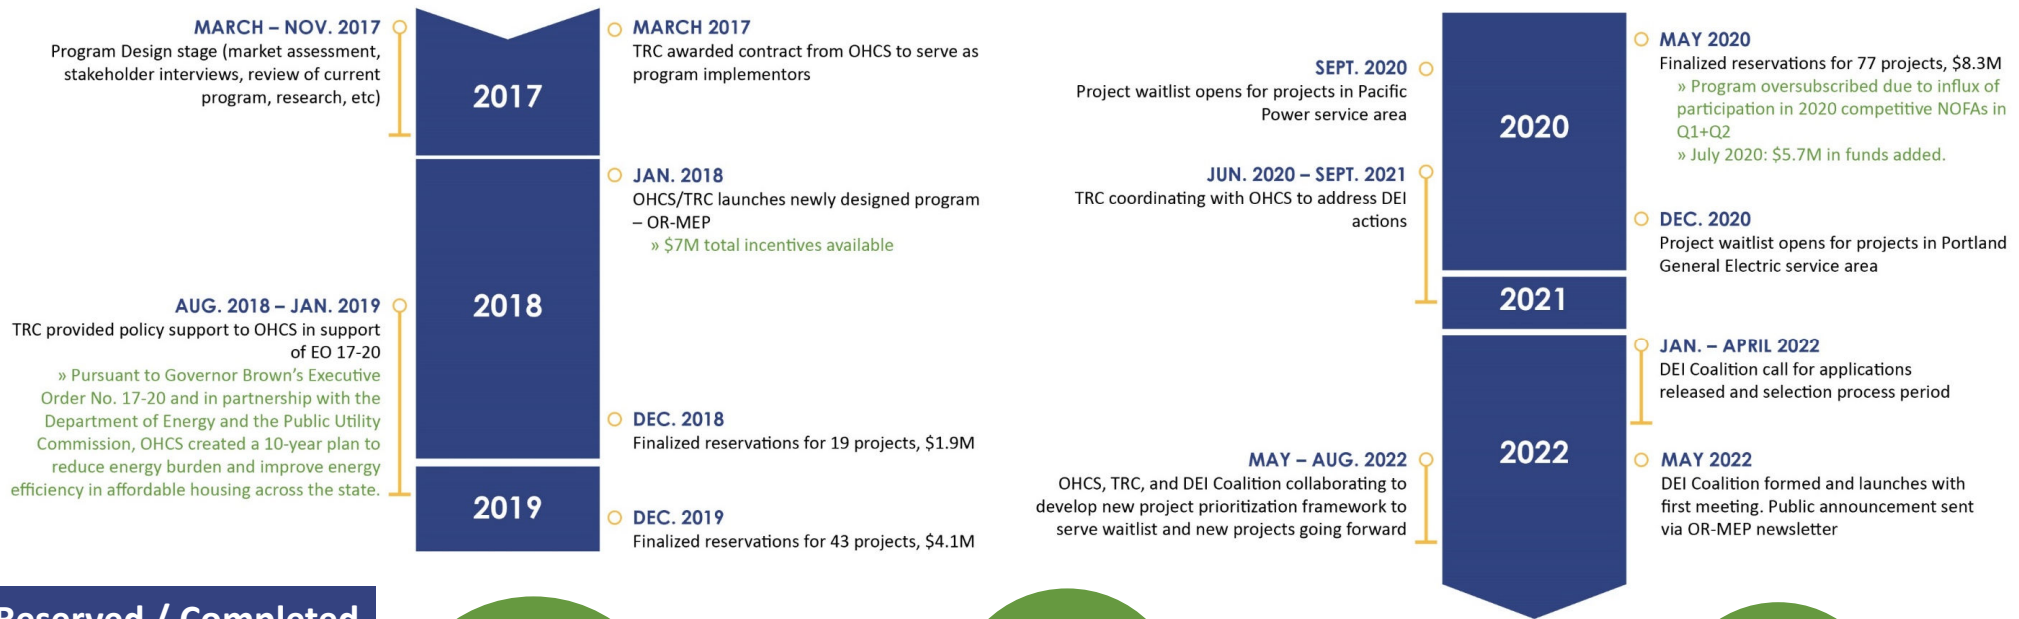 MARCH – NOV. 2017
Program Design stage (market assessment,
stakeholder interviews, review of current
program, research, etc)
2017
MARCH 2017
TRC awarded contract from OHCS to serve as
program implementors
JAN. 2018
OHCS/TRC launches newly designed program
– OR-MEP
» $7M total incentives available
2018
AUG. 2018 – JAN. 2019
TRC provided policy support to OHCS in support
of EO 17-20
» Pursuant to Governor Brown's Executive
Order No. 17-20 and in partnership with the
Department of Energy and the Public Utility
Commission, OHCS created a 10-year plan to
reduce energy burden and improve energy
efficiency in affordable housing across the state.
DEC. 2018
Finalized reservations for 19 projects, $1.9M
2019
DEC. 2019
Finalized reservations for 43 projects, $4.1M
MAY 2020
Finalized reservations for 77 projects, $8.3M
» Program oversubscribed due to influx of
participation in 2020 competitive NOFAs in
Q1+Q2
» July 2020: $5.7M in funds added.
SEPT. 2020
Project waitlist opens for projects in Pacific
Power service area
2020
JUN. 2020 – SEPT. 2021
TRC coordinating with OHCS to address DEI
actions
DEC. 2020
Project waitlist opens for projects in Portland
General Electric service area
2021
JAN. – APRIL 2022
DEI Coalition call for applications
released and selection process period
2022
MAY – AUG. 2022
OHCS, TRC, and DEI Coalition collaborating to
develop new project prioritization framework to
serve waitlist and new projects going forward
MAY 2022
DEI Coalition formed and launches with
first meeting. Public announcement sent
via OR-MEP newsletter
Reserved / Completed